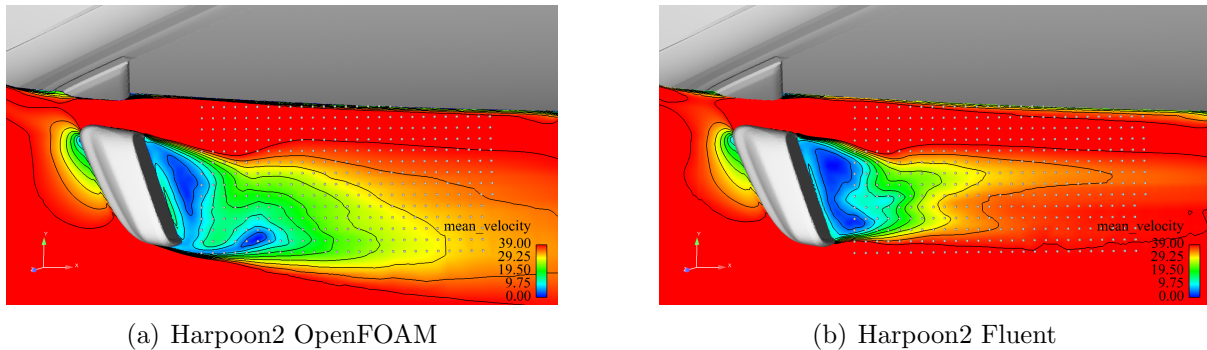 mean_velocity
39.00
29.25
19.50
9.75
0.00
Y
X
Z
(a) Harpoon2 OpenFOAM
mean_velocity
39.00
29.25
19.50
9.75
0.00
Y
X
Z
(b) Harpoon2 Fluent